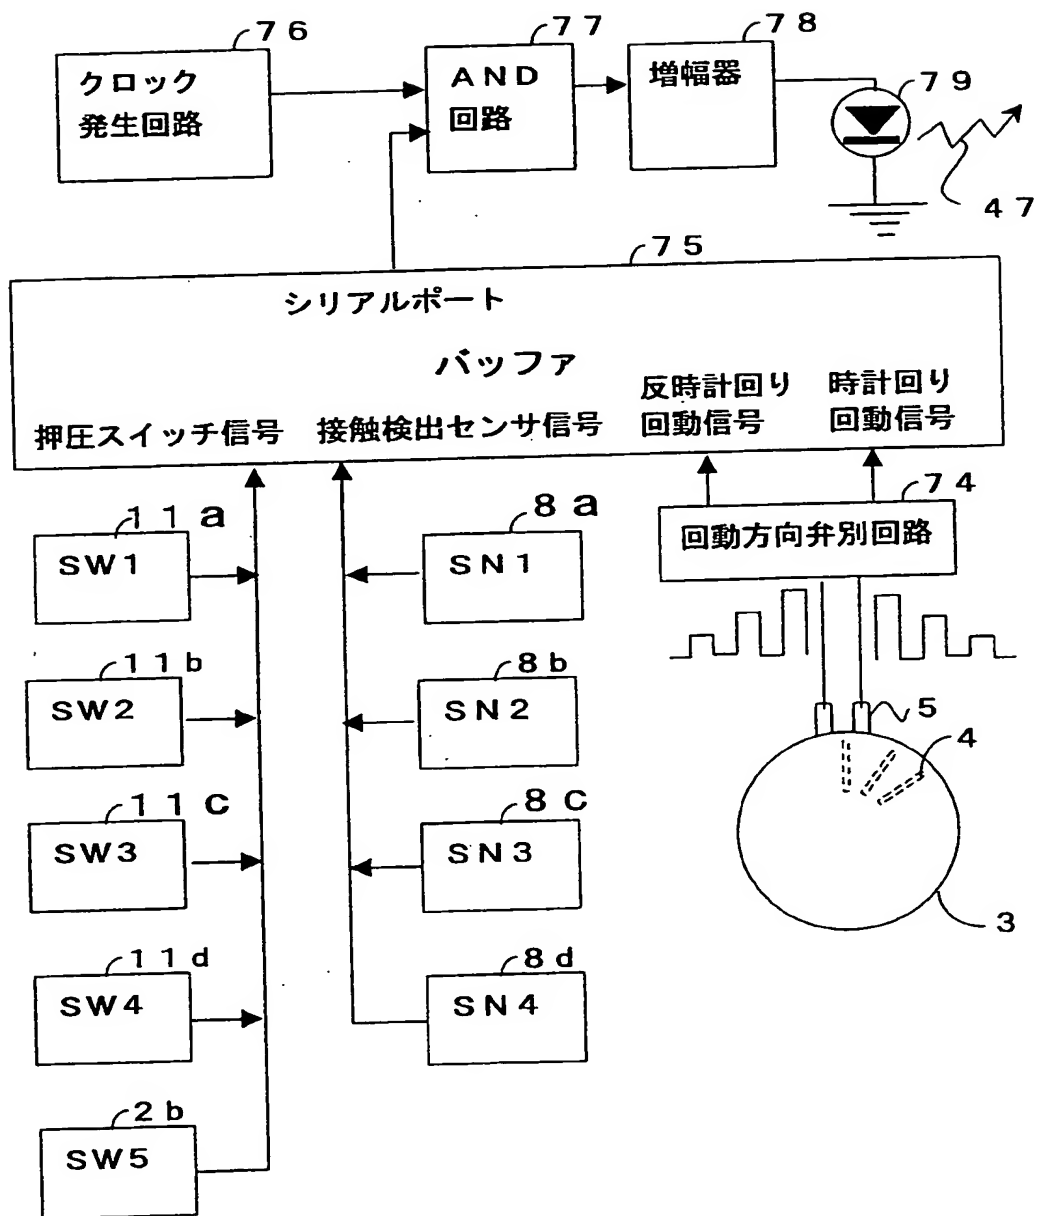 76
クロック
発生回路
77
AND
回路
78
増幅器
79
47
75
シリアルポート
バッファ
押圧スイッチ信号
接触検出センサ信号
反時計回り
回動信号
時計回り
回動信号
74
回動方向弁別回路
11a
SW1
11b
SW2
11c
SW3
11d
SW4
2b
SW5
8a
SN1
8b
SN2
8c
SN3
8d
SN4
5
4
3